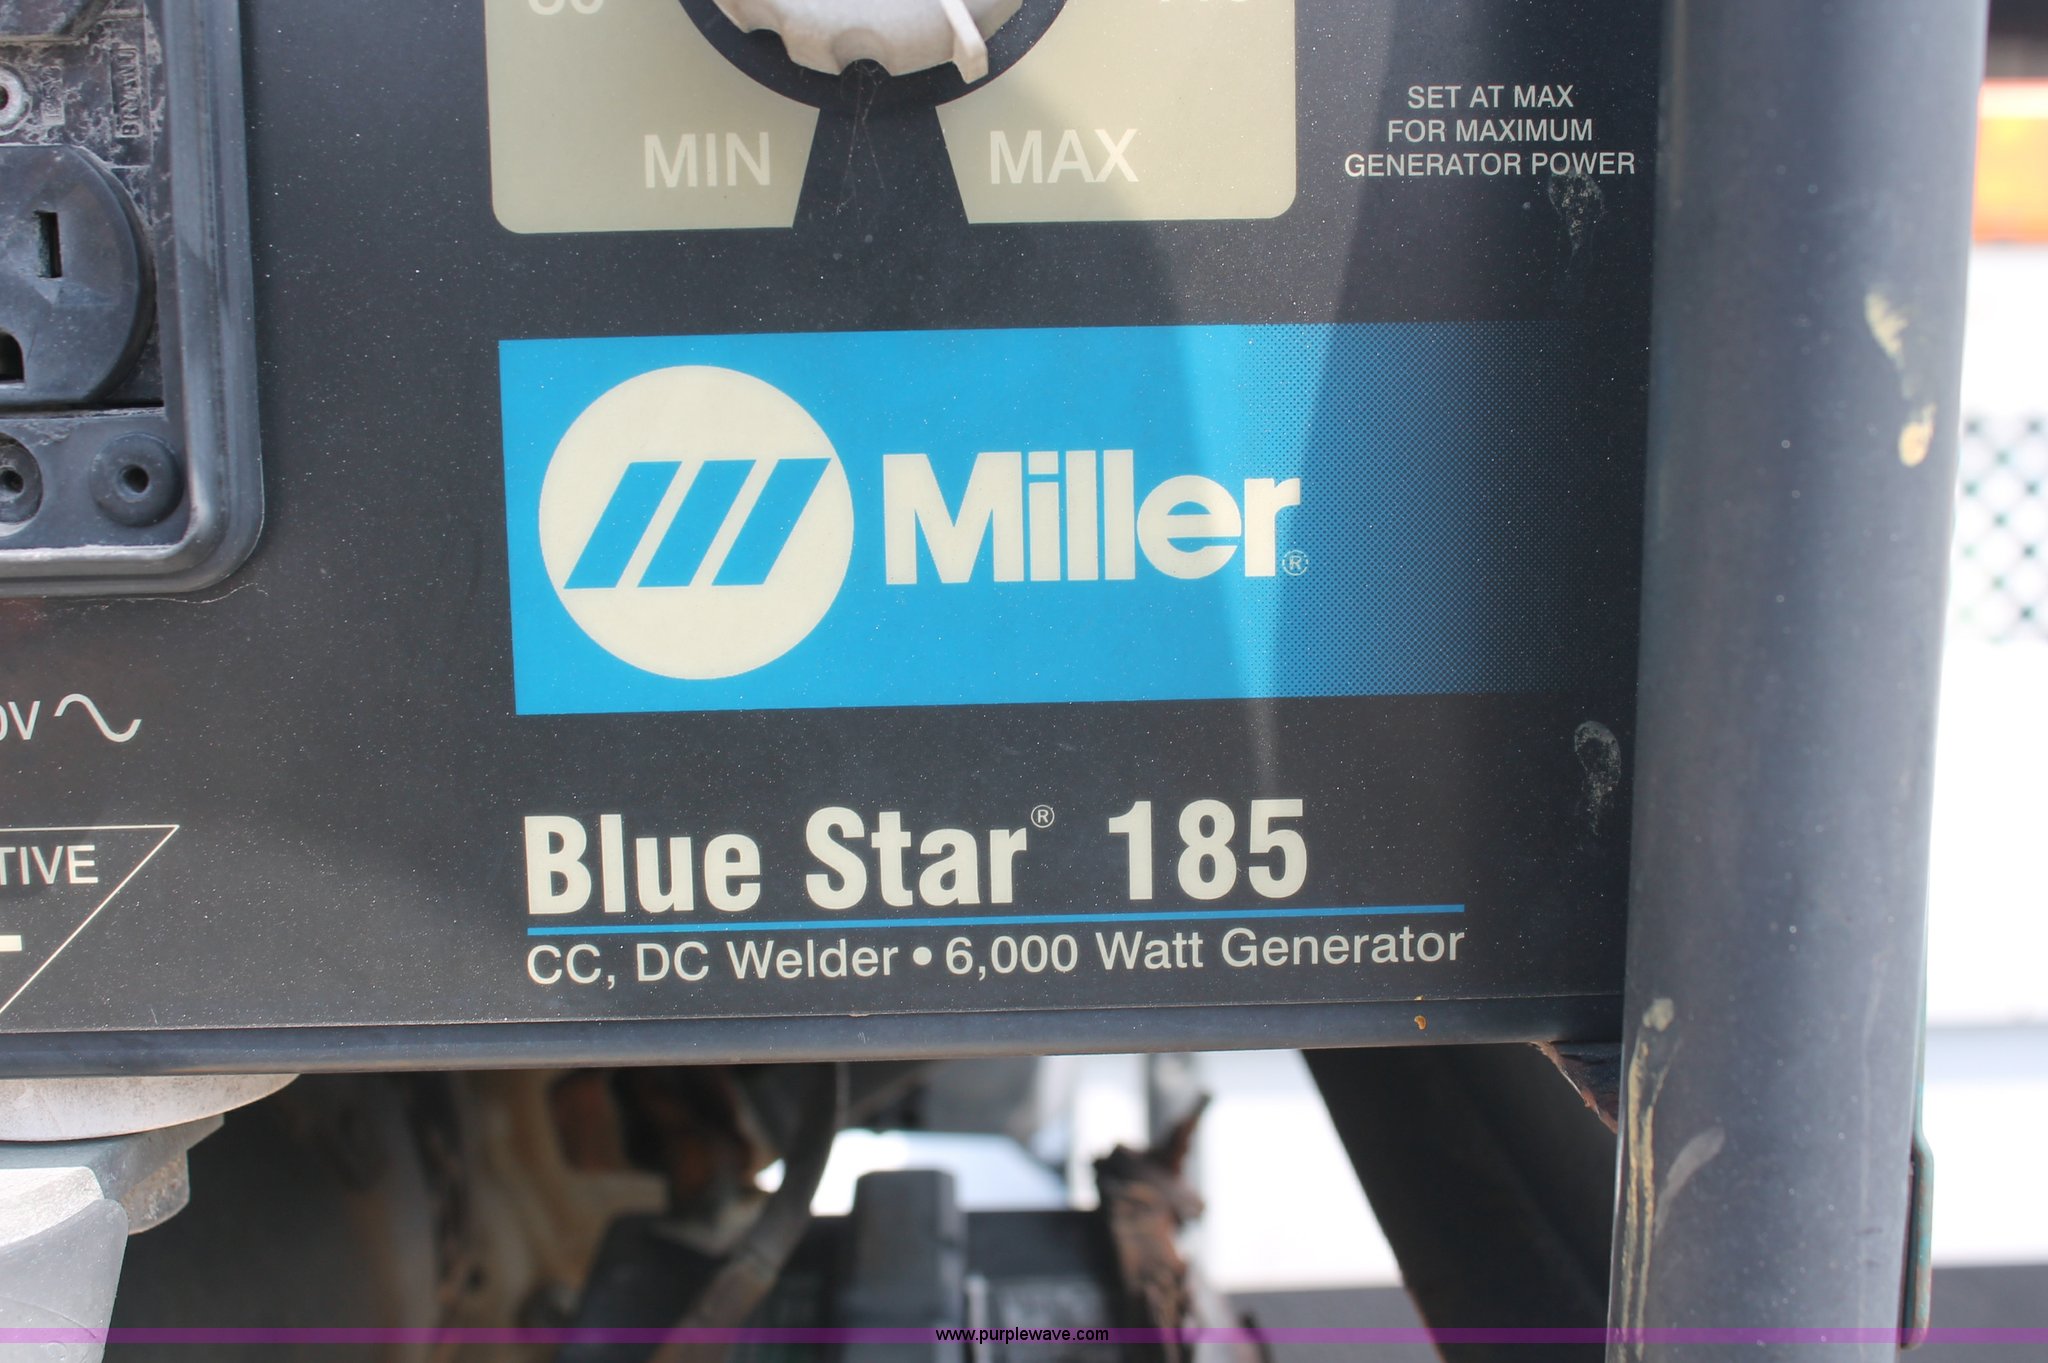 MIN
MAX
SET AT MAX
FOR MAXIMUM
GENERATOR POWER
Miller®
Blue Star® 185
CC, DC Welder • 6,000 Watt Generator
www.purplewave.com